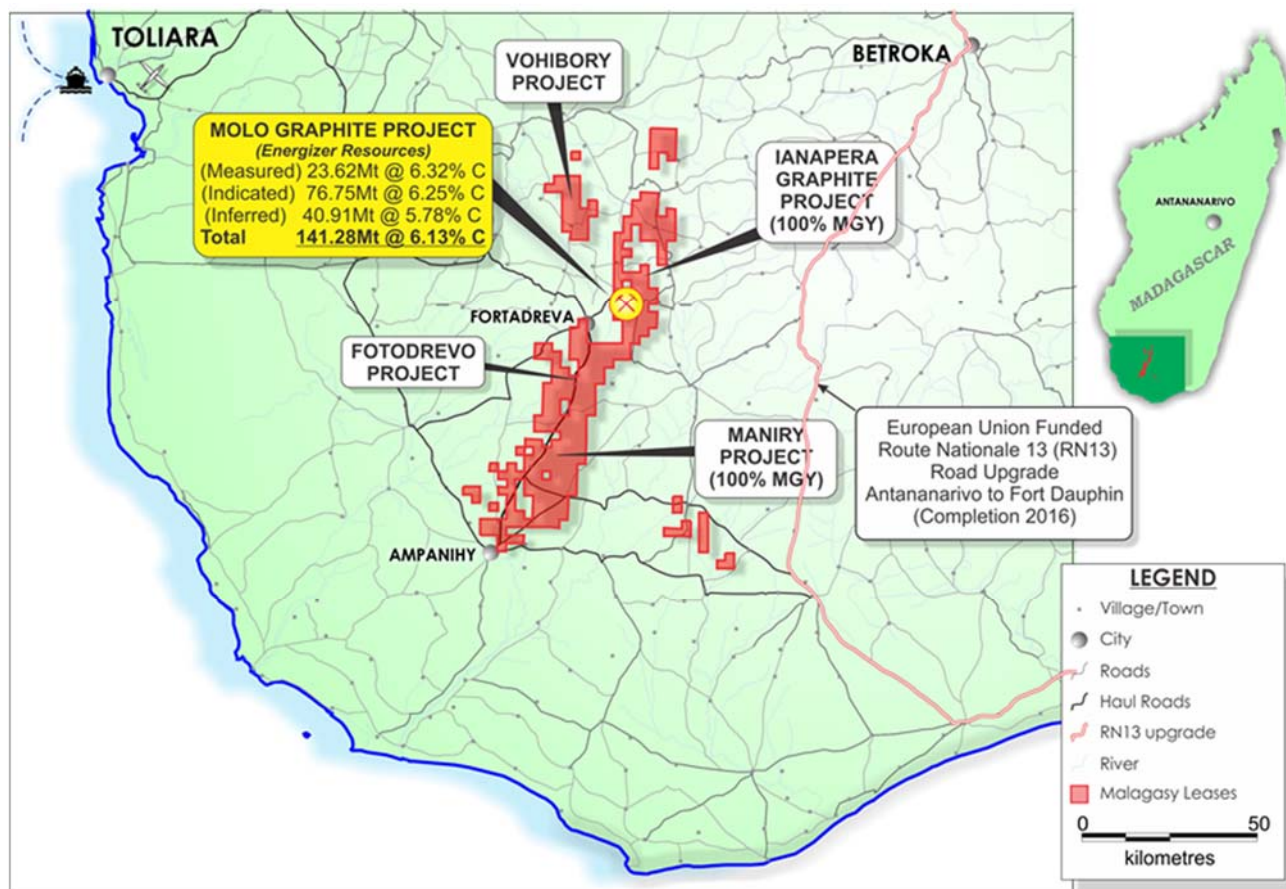 TOLIARA
VOHIBORY
PROJECT
BETROKA
MOLO GRAPHITE PROJECT
(Energizer Resources)
(Measured) 23.62Mt @ 6.32% C
(Indicated) 76.75Mt @ 6.25% C
(Inferred) 40.91Mt @ 5.78% C
Total 141.28Mt @ 6.13% C
IANAPERA
GRAPHITE
PROJECT
(100% MGY)
ANTANANARIVO
MADAGASCAR
FORTADREVA
FOTODREVO
PROJECT
MANIRY
PROJECT
(100% MGY)
European Union Funded
Route Nationale 13 (RN13)
Road Upgrade
Antananarivo to Fort Dauphin
(Completion 2016)
AMPANIHY
LEGEND
Village/Town
City
Roads
Haul Roads
RN13 upgrade
River
Malagasy Leases
0 50
kilometres